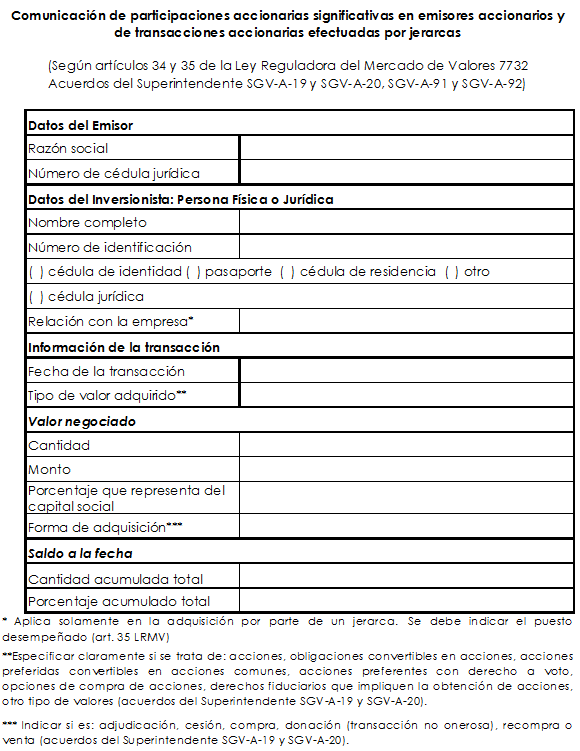 Comunicación de participaciones accionarias significativas en emisores accionarios y
de transacciones accionarias efectuadas por jerarcas
(Según artículos 34 y 35 de la Ley Reguladora del Mercado de Valores 7732
Acuerdos del Superintendente SGV-A-19 y SGV-A-20, SGV-A-91 y SGV-A-92)
Datos del Emisor
Razón social
Número de cédula jurídica
Datos del Inversionista: Persona Física o Jurídica
Nombre completo
Número de identificación
( ) cédula de identidad ( ) pasaporte ( ) cédula de residencia ( ) otro
( ) cédula jurídica
Relación con la empresa*
Información de la transacción
Fecha de la transacción
Tipo de valor adquirido**
Valor negociado
Cantidad
Monto
Porcentaje que representa del
capital social
Forma de adquisición***
Saldo a la fecha
Cantidad acumulada total
Porcentaje acumulado total
* Aplica solamente en la adquisición por parte de un jerarca. Se debe indicar el puesto
desempeñado (art. 35 LRMV)
**Especificar claramente si se trata de: acciones, obligaciones convertibles en acciones, acciones
preferidas convertibles en acciones comunes, acciones preferentes con derecho a voto,
opciones de compra de acciones, derechos fiduciarios que impliquen la obtención de acciones,
otro tipo de valores (acuerdos del Superintendente SGV-A-19 y SGV-A-20).
*** Indicar si es: adjudicación, cesión, compra, donación (transacción no onerosa), recompra o
venta (acuerdos del Superintendente SGV-A-19 y SGV-A-20).